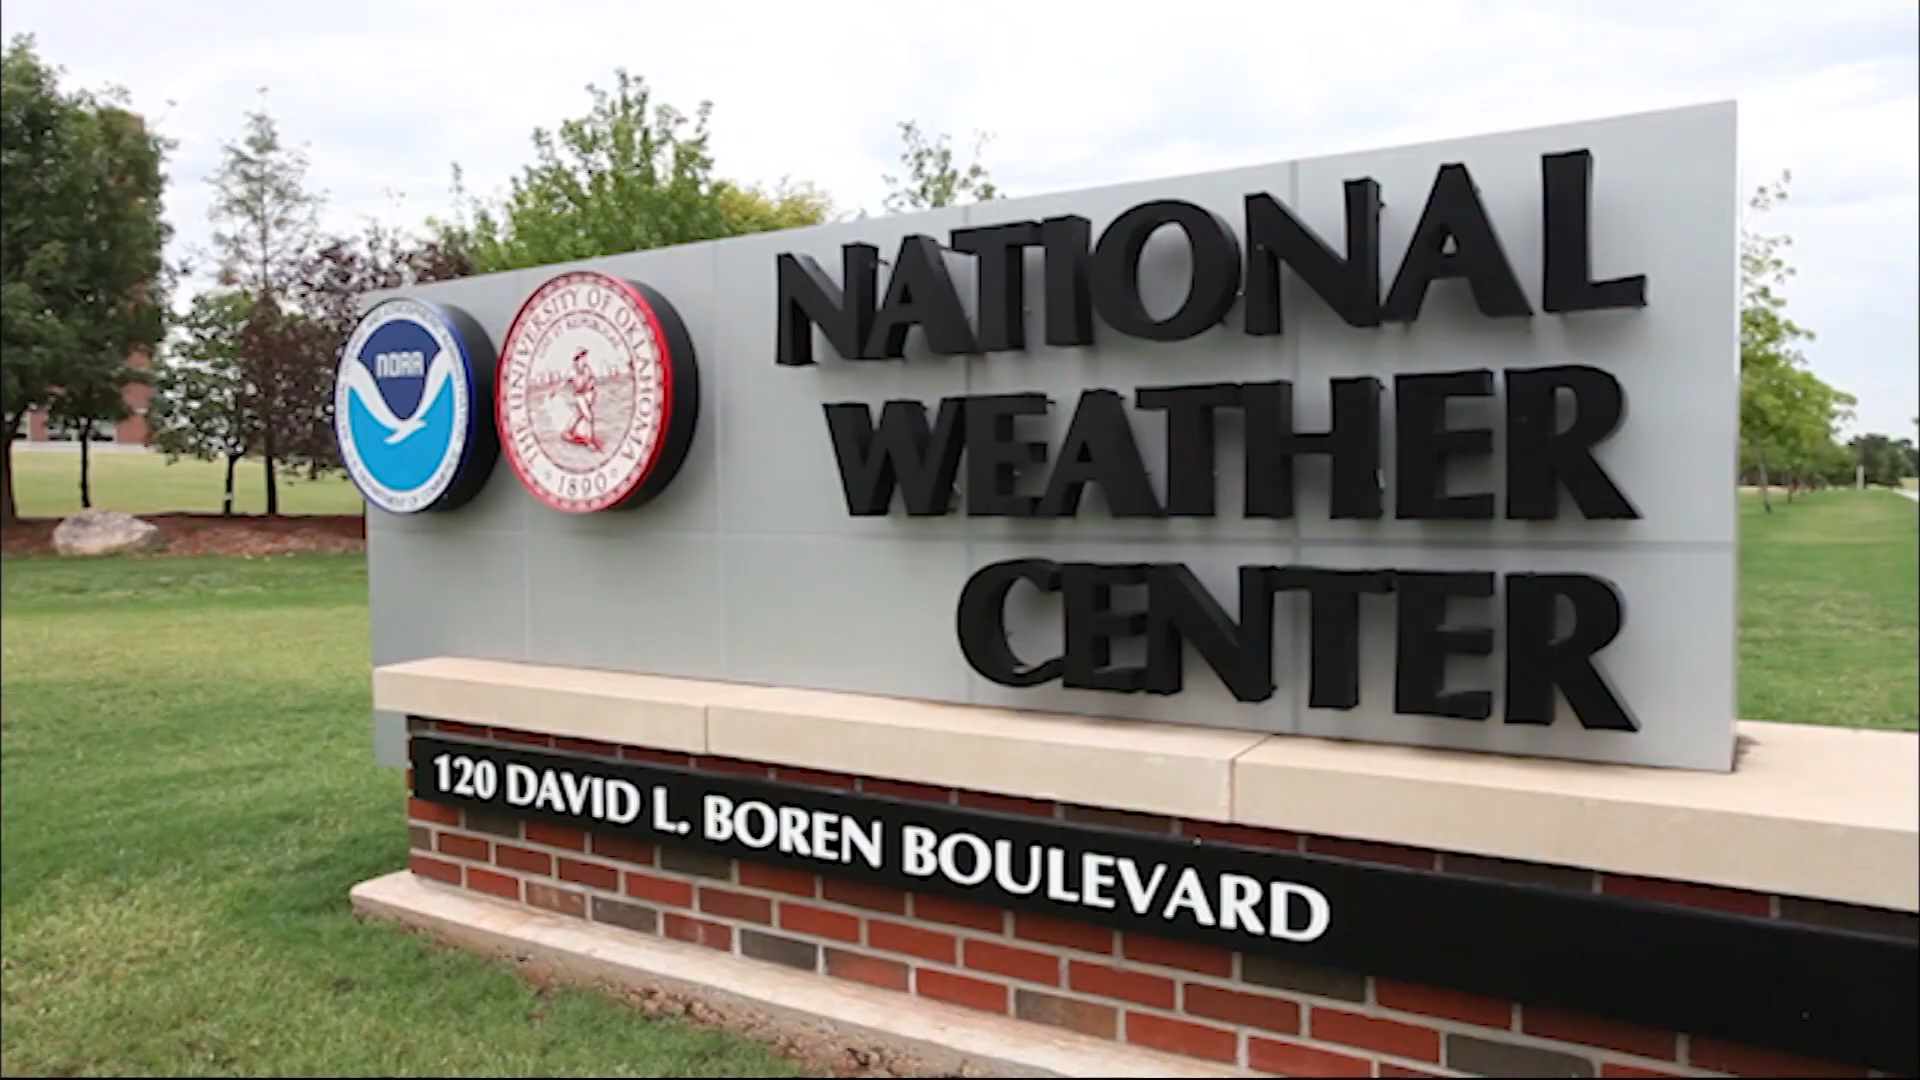 NATIONAL
WEATHER
CENTER
NOAA
THE UNIVERSITY OF OKLAHOMA
1890
120 DAVID L. BOREN BOULEVARD